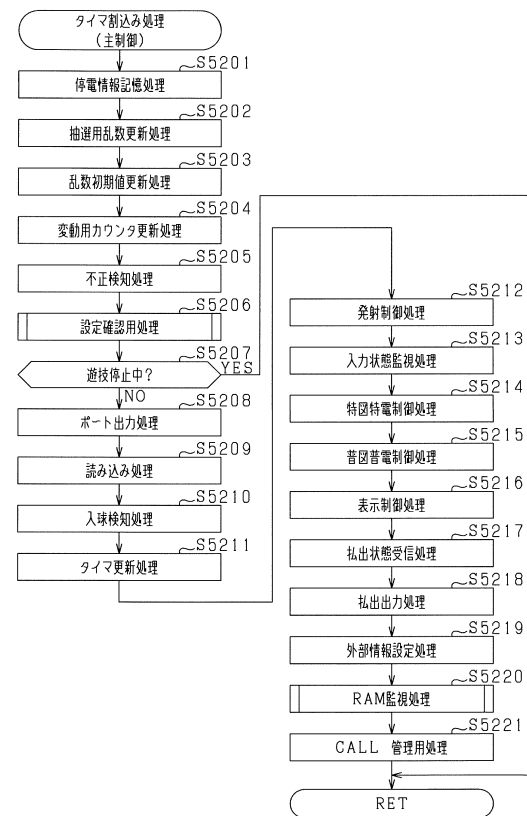 タイマ割込み処理
(主制御)
S5201
停電情報記憶処理
S5202
抽選用乱数更新処理
S5203
乱数初期値更新処理
S5204
変動用カウンタ更新処理
S5205
不正検知処理
S5206
設定確認用処理
S5207
遊技停止中?
YES
NO
S5208
ポート出力処理
S5209
読み込み処理
S5210
入球検知処理
S5211
タイマ更新処理
S5212
発射制御処理
S5213
入力状態監視処理
S5214
特図特電制御処理
S5215
普図普電制御処理
S5216
表示制御処理
S5217
払出状態受信処理
S5218
払出出力処理
S5219
外部情報設定処理
S5220
RAM監視処理
S5221
CALL 管理用処理
RET